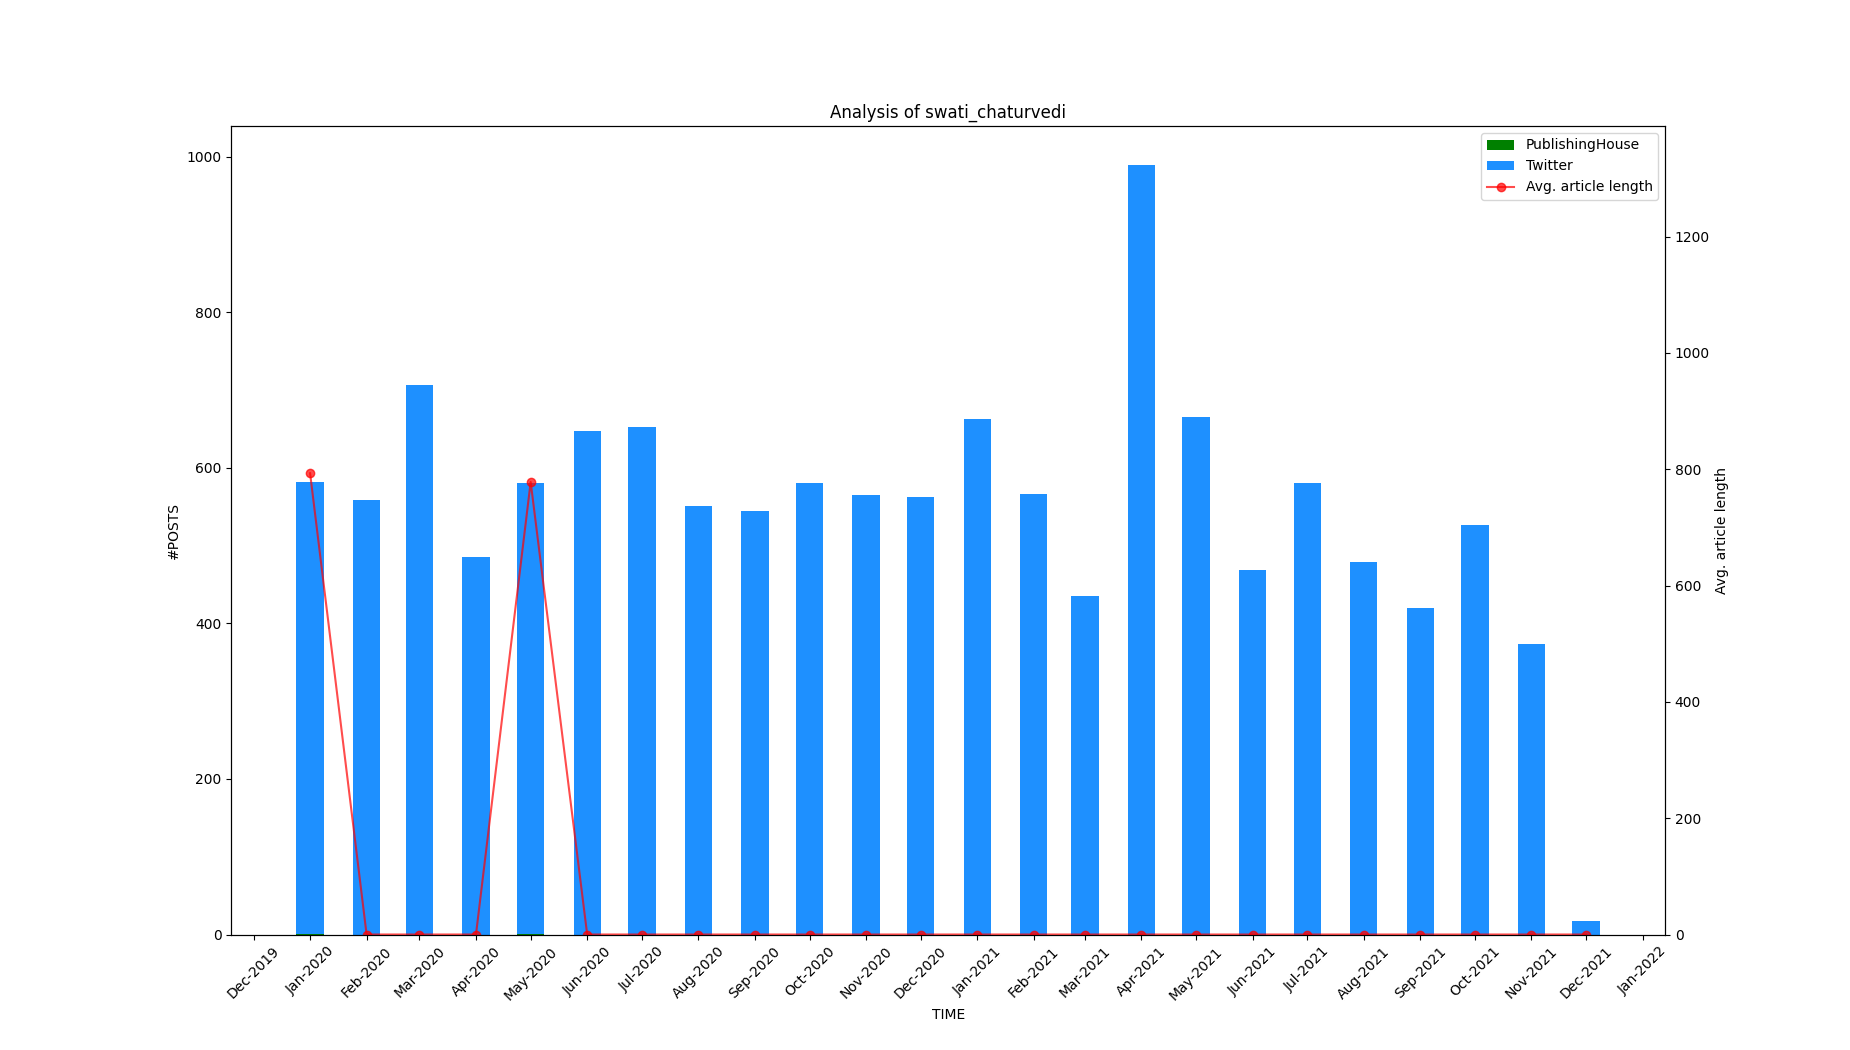 Analysis of swati_chaturvedi
PublishingHouse
Twitter
Avg. article length
1000
800
600
400
200
0
#POSTS
1200
1000
800
600
400
200
0
Avg. article length
Dec-2019
Jan-2020
Feb-2020
Mar-2020
Apr-2020
May-2020
Jun-2020
Jul-2020
Aug-2020
Sep-2020
Oct-2020
Nov-2020
Dec-2020
Jan-2021
Feb-2021
Mar-2021
Apr-2021
May-2021
Jun-2021
Jul-2021
Aug-2021
Sep-2021
Oct-2021
Nov-2021
Dec-2021
Jan-2022
TIME